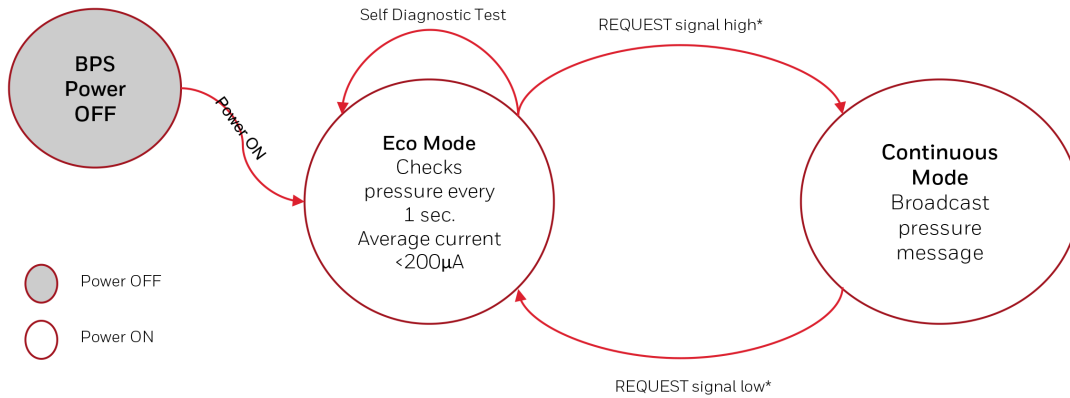 Self Diagnostic Test
REQUEST signal high*
BPS
Power
OFF
Power ON
Eco Mode
Checks
pressure every
1 sec.
Average current
<200µA
Continuous
Mode
Broadcast
pressure
message
Power OFF
Power ON
REQUEST signal low*